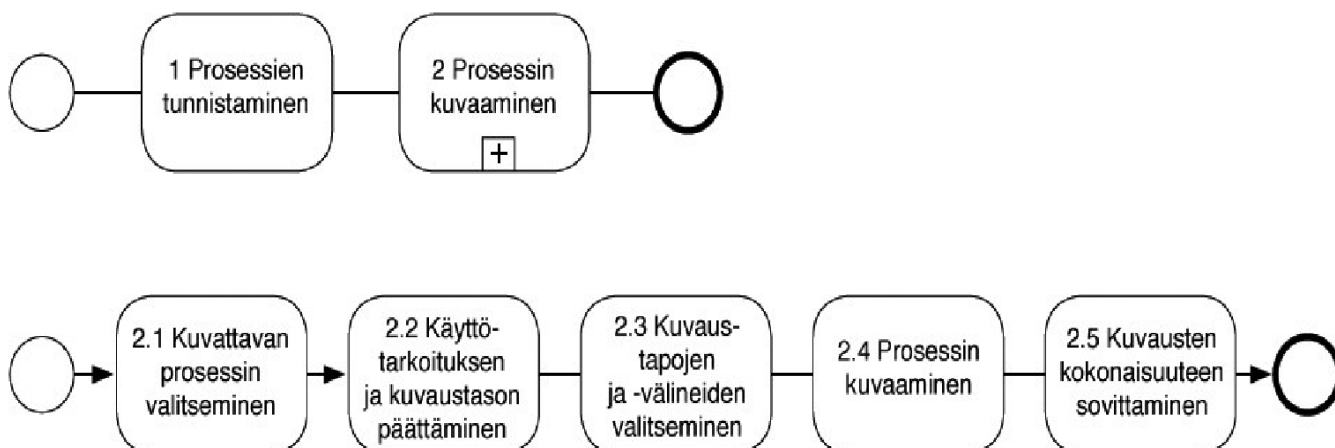 1 Prosessien
tunnistaminen
2 Prosessin
kuvaaminen
+
2.1 Kuvattavan
prosessin
valitseminen
2.2 Käyttö-
tarkoituksen
ja kuvaustason
päättäminen
2.3 Kuvaus-
tapojen
ja -välineiden
valitseminen
2.4 Prosessin
kuvaaminen
2.5 Kuvausten
kokonaisuuteen
sovittaminen